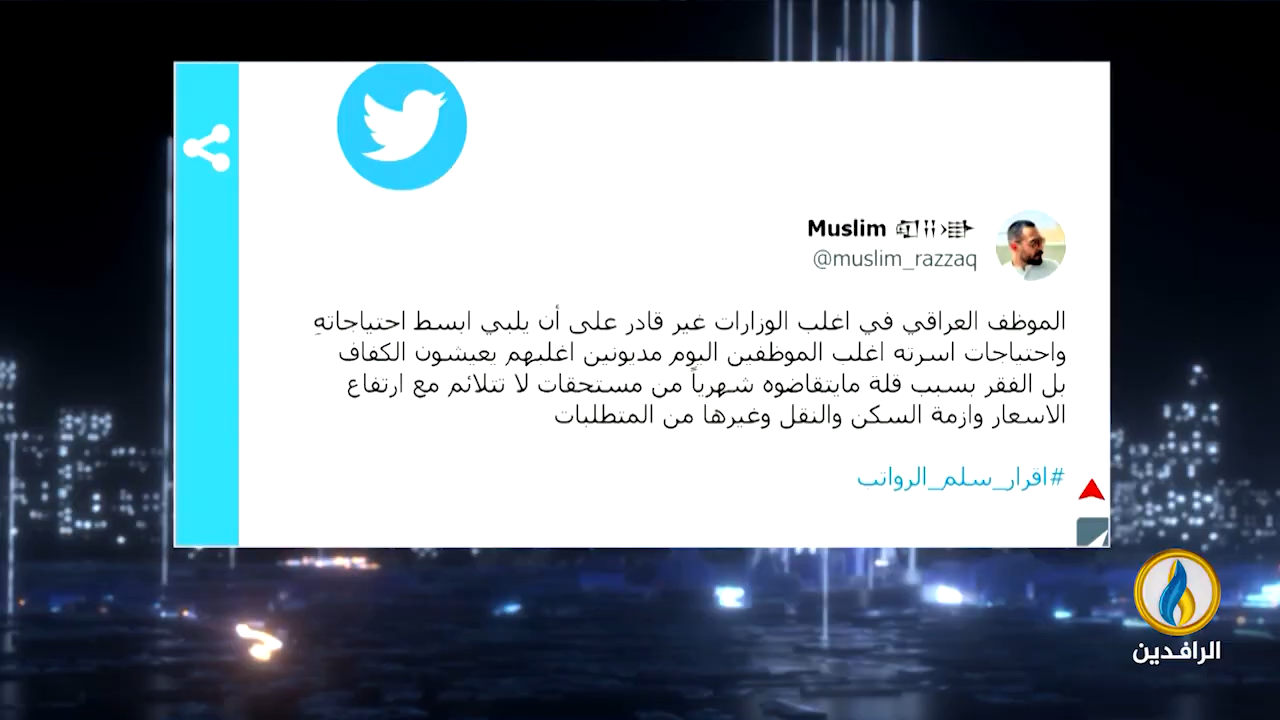 Muslim
@muslim_razzaq
الموظف العراقي في اغلب الوزارات غير قادر على أن يلبي ابسط احتياجاتهِ
واحتياجات اسرته اغلب الموظفين اليوم مديونين اغلبهم يعيشون الكفاف
بل الفقر بسبب قلة مايتقاضوه شهرياً من مستحقات لا تتلائم مع ارتفاع
الاسعار وازمة السكن والنقل وغيرها من المتطلبات
#اقرار_سلم_الرواتب
الرافدين